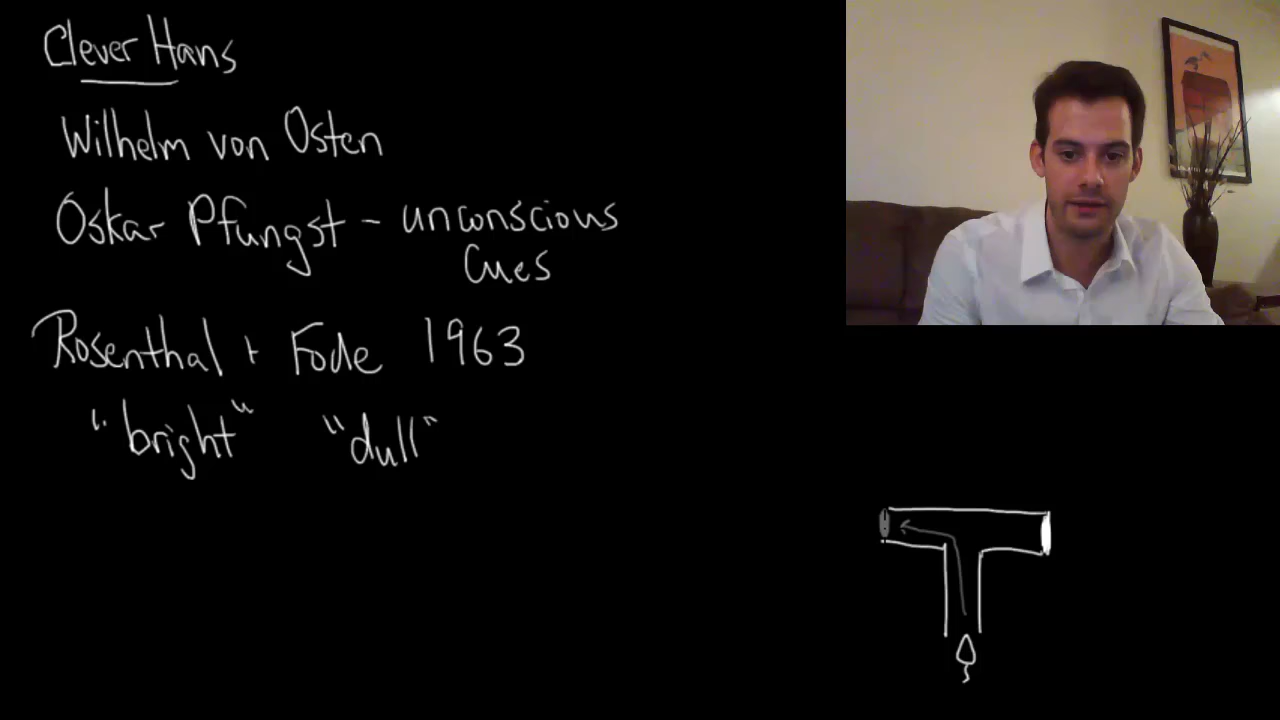 Clever Hans
Wilhelm von Osten
Oskar Pfungst - unconscious
Cues
Rosenthal + Fode 1963
"bright" "dull"